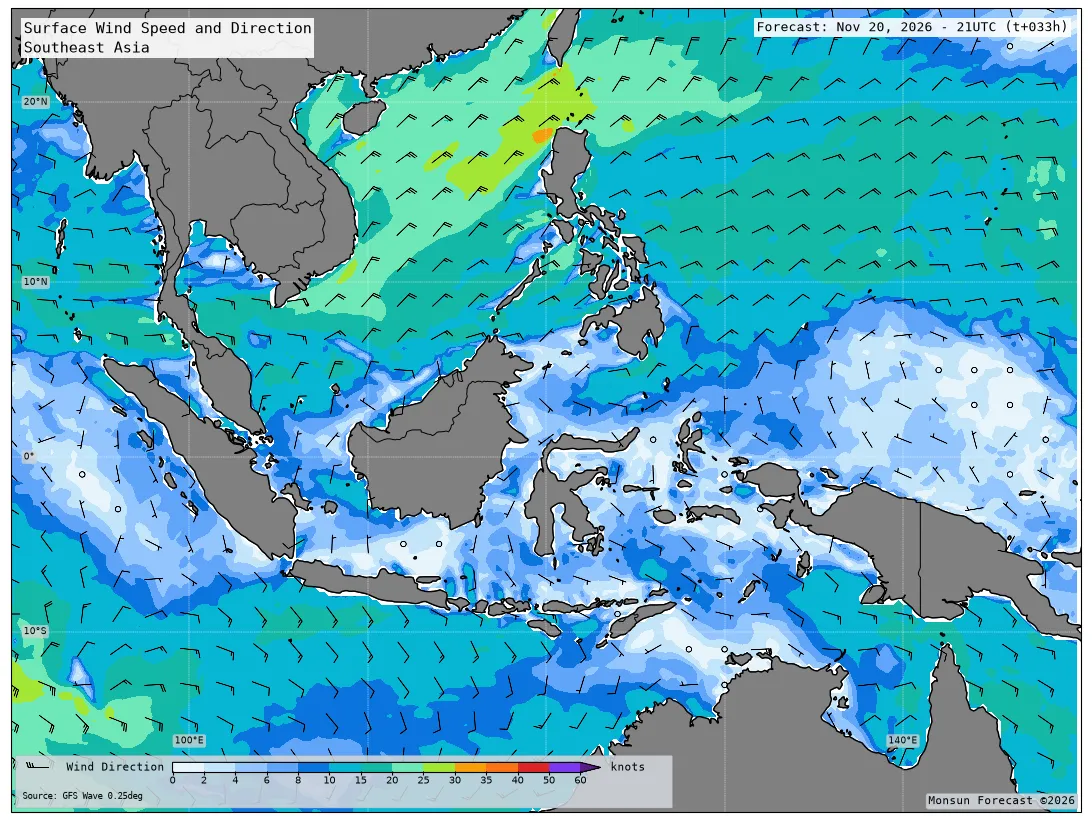 Surface Wind Speed and Direction
Southeast Asia
Forecast: Nov 20, 2026 - 21UTC (t+033h)
20°N
10°N
0°
10°S
100°E
140°E
Wind Direction
knots
0 2 4 6 8 10 15 20 25 30 35 40 50 60
Source: GFS Wave 0.25deg
Monsun Forecast ©2026